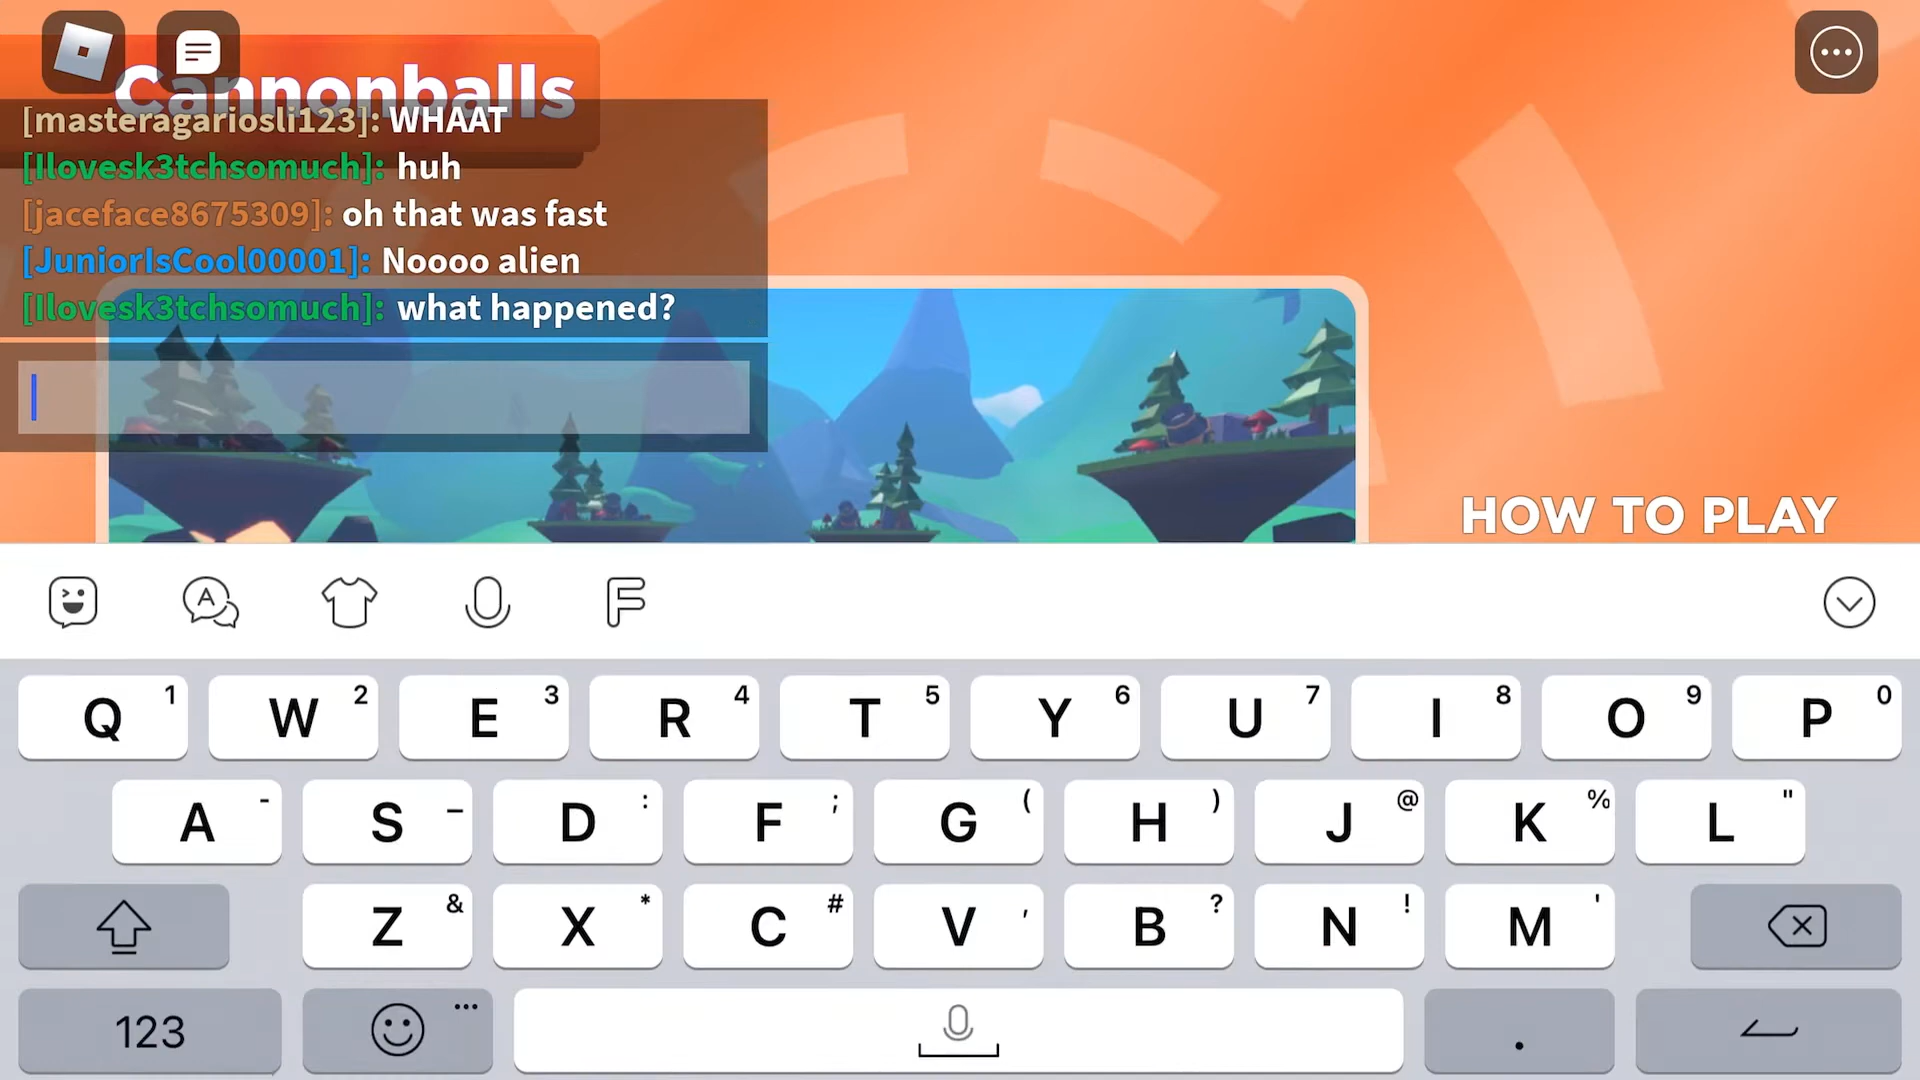 Cannonballs
[masteragariosli123]: WHAAT
[Ilovesk3tchsomuch]: huh
[jaceface8675309]: oh that was fast
[JuniorIsCool00001]: Noooo alien
[Ilovesk3tchsomuch]: what happened?
HOW TO PLAY
A F
Q 1 W 2 E 3 R 4 T 5 Y 6 U 7 I 8 O 9 P 0
A - S _ D : F ; G ( H ) J @ K % L "
Z & X * C # V , B ? N ! M '
123 .